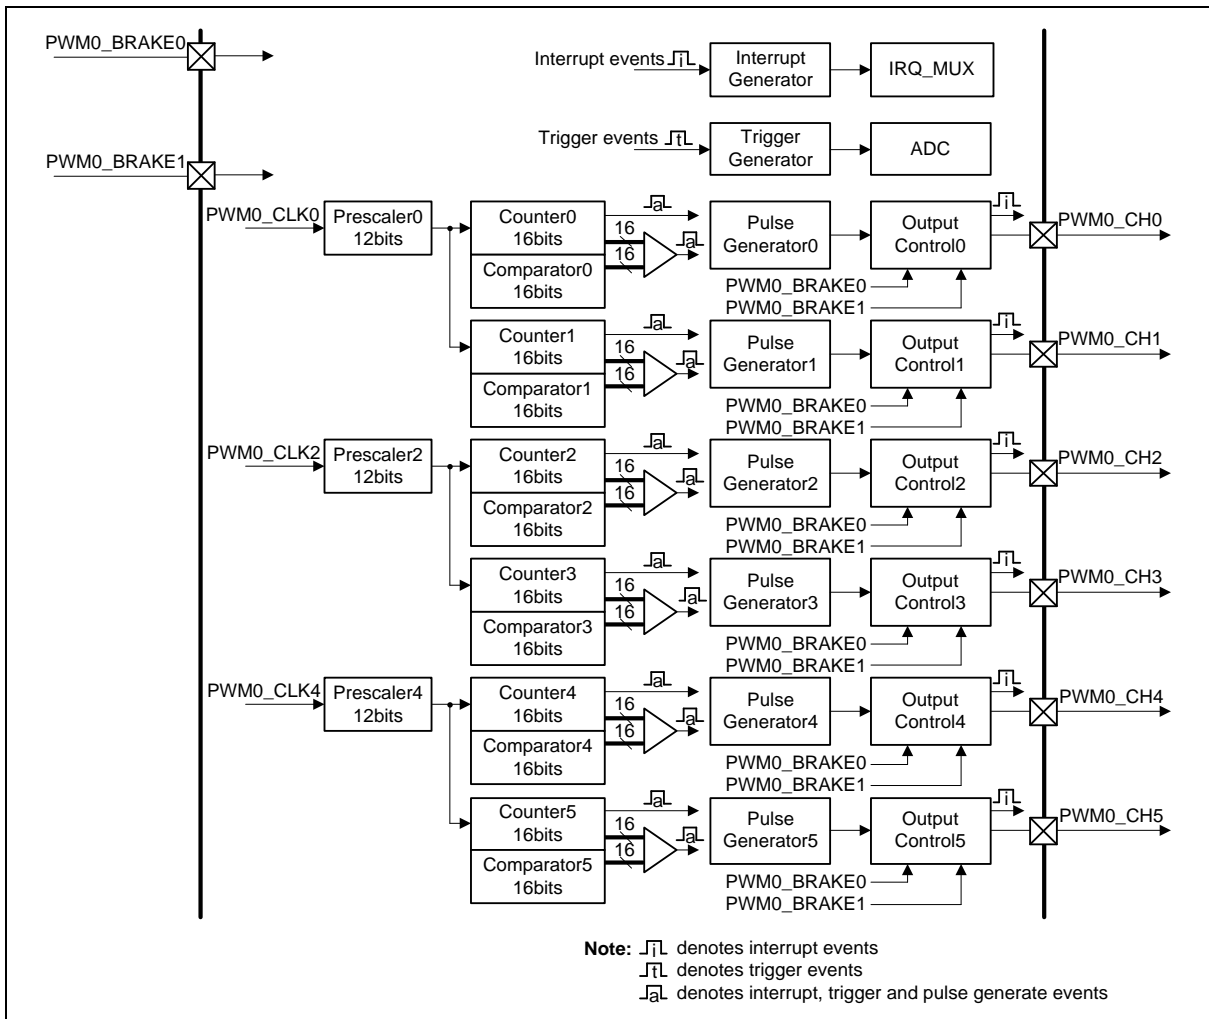 PWM0_BRAKE0
Interrupt events i
Interrupt
Generator
IRQ_MUX
PWM0_BRAKE1
Trigger events t
Trigger
Generator
ADC
PWM0_CLK0
Prescaler0
12bits
Counter0
16bits
Comparator0
16bits
a
16
16
a
Pulse
Generator0
Output
Control0
i
PWM0_CH0
PWM0_BRAKE0
PWM0_BRAKE1
Counter1
16bits
Comparator1
16bits
a
16
16
a
Pulse
Generator1
Output
Control1
i
PWM0_CH1
PWM0_BRAKE0
PWM0_BRAKE1
PWM0_CLK2
Prescaler2
12bits
Counter2
16bits
Comparator2
16bits
a
16
16
a
Pulse
Generator2
Output
Control2
i
PWM0_CH2
PWM0_BRAKE0
PWM0_BRAKE1
Counter3
16bits
Comparator3
16bits
a
16
16
a
Pulse
Generator3
Output
Control3
i
PWM0_CH3
PWM0_BRAKE0
PWM0_BRAKE1
PWM0_CLK4
Prescaler4
12bits
Counter4
16bits
Comparator4
16bits
a
16
16
a
Pulse
Generator4
Output
Control4
i
PWM0_CH4
PWM0_BRAKE0
PWM0_BRAKE1
Counter5
16bits
Comparator5
16bits
a
16
16
a
Pulse
Generator5
Output
Control5
i
PWM0_CH5
PWM0_BRAKE0
PWM0_BRAKE1
Note: i denotes interrupt events
t denotes trigger events
a denotes interrupt, trigger and pulse generate events